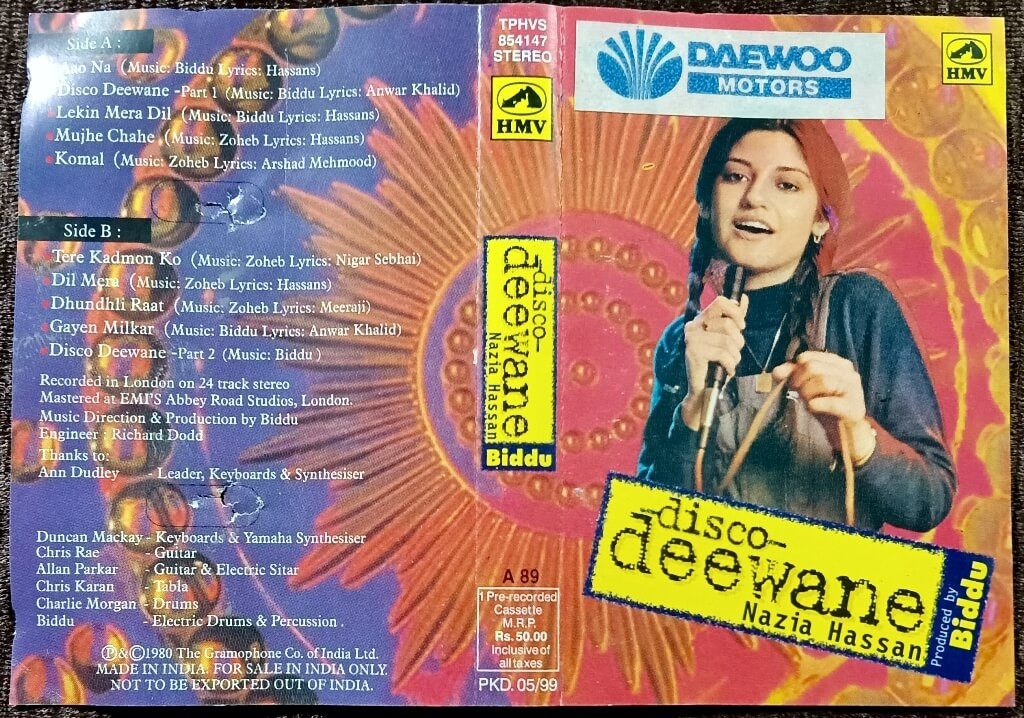 Side A :
Aao Na (Music: Biddu Lyrics: Hassans)
Disco Deewane -Part 1 (Music: Biddu Lyrics: Anwar Khalid)
Lekin Mera Dil (Music: Biddu Lyrics: Hassans)
Mujhe Chahe (Music: Zoheb Lyrics: Hassans)
Komal (Music: Zoheb Lyrics: Arshad Mehmood)
Side B :
Tere Kadmon Ko (Music: Zoheb Lyrics: Nigar Sebhai)
Dil Mera (Music: Zoheb Lyrics: Hassans)
Dhundhli Raat (Music: Zoheb Lyrics: Meeraji)
Gayen Milkar (Music: Biddu Lyrics: Anwar Khalid)
Disco Deewane -Part 2 (Music: Biddu )
Recorded in London on 24 track stereo
Mastered at EMI'S Abbey Road Studios, London.
Music Direction & Production by Biddu
Engineer : Richard Dodd
Thanks to:
Ann Dudley - Leader, Keyboards & Synthesiser
Duncan Mackay - Keyboards & Yamaha Synthesiser
Chris Rae - Guitar
Allan Parkar - Guitar & Electric Sitar
Chris Karan - Tabla
Charlie Morgan - Drums
Biddu - Electric Drums & Percussion .
Ⓟ&Ⓒ1980 The Gramophone Co. of India Ltd.
MADE IN INDIA. FOR SALE IN INDIA ONLY.
NOT TO BE EXPORTED OUT OF INDIA.
TPHVS
854147
STEREO
HMV
disco-
deewane
Nazia Hassan
Biddu
A 89
1 Pre-recorded
Cassette
M.R.P.
Rs. 50.00
Inclusive of
all taxes
PKD. 05/99
DAEWOO
MOTORS
HMV
disco-
deewane
Nazia Hassan
Produced by
Biddu